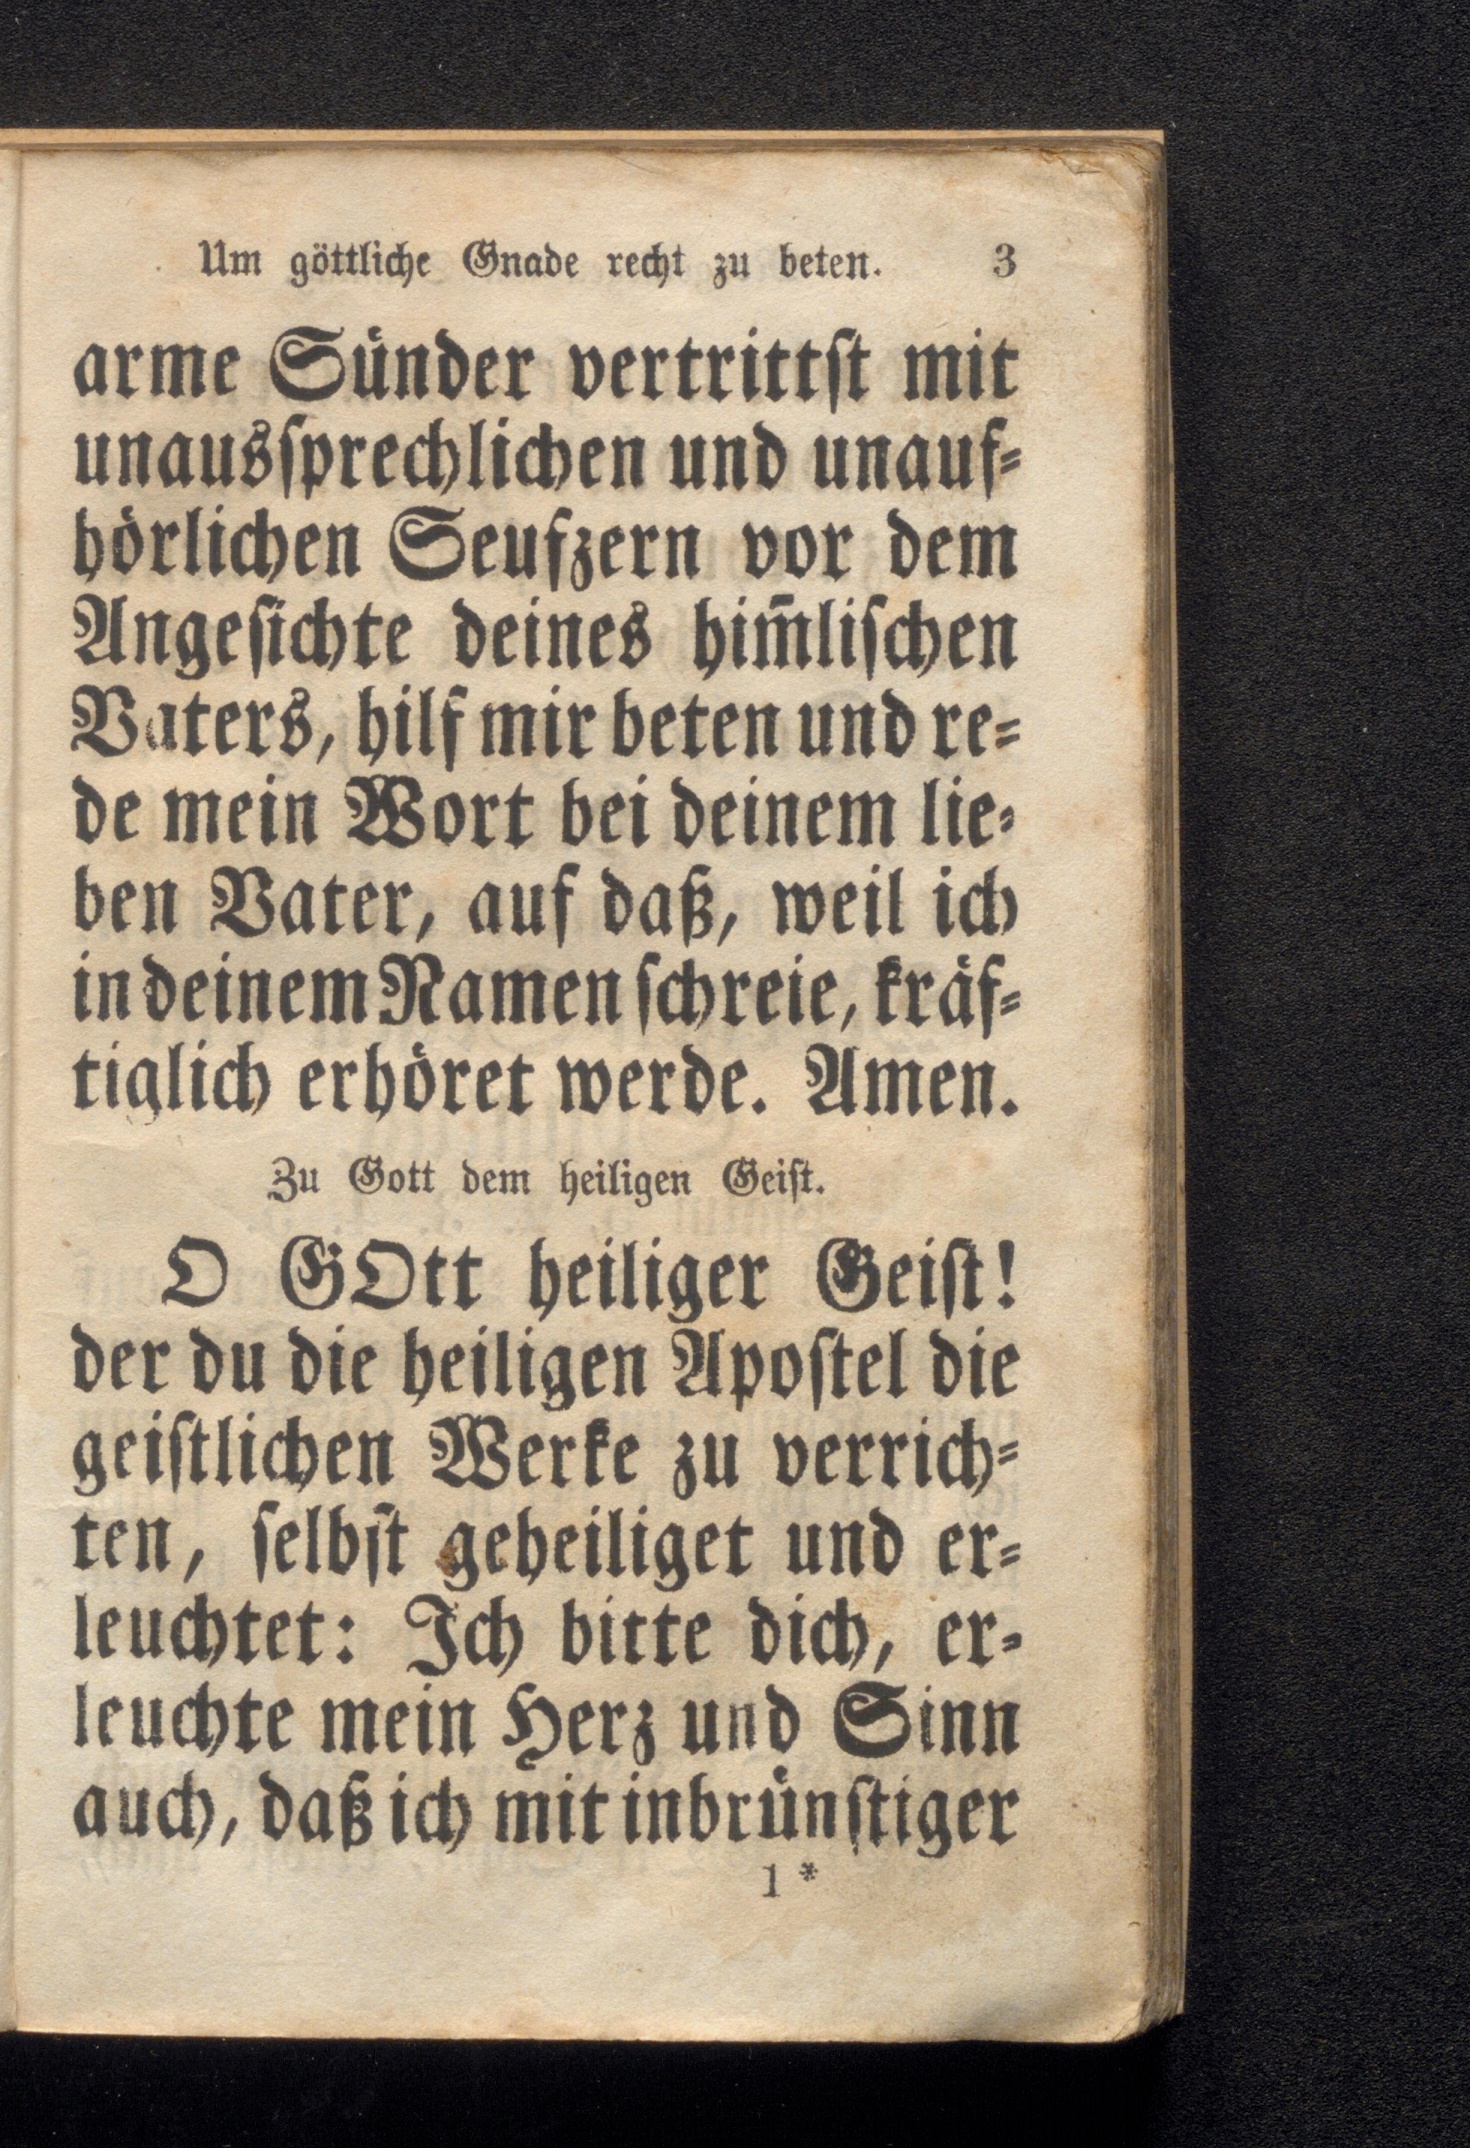 Um göttliche Gnade recht zu beten. 3
arme Sünder vertrittſt mit
unausſprechlichen und unauf⸗
hörlichen Seufzern vor dem
Angeſichte deines him̄liſchen
Vaters, hilf mir beten und re⸗
de mein Wort bei deinem lie⸗
ben Vater, auf daß, weil ich
in deinem Namen ſchreie, kräf⸗
tiglich erhöret werde. Amen.
Zu Gott dem heiligen Geiſt.
O GOtt heiliger Geiſt!
der du die heiligen Apoſtel die
geiſtlichen Werke zu verrich⸗
ten, ſelbſt geheiliget und er⸗
leuchtet: Ich bitte dich, er⸗
leuchte mein Herz und Sinn
auch, daß ich mit inbrünſtiger
1*